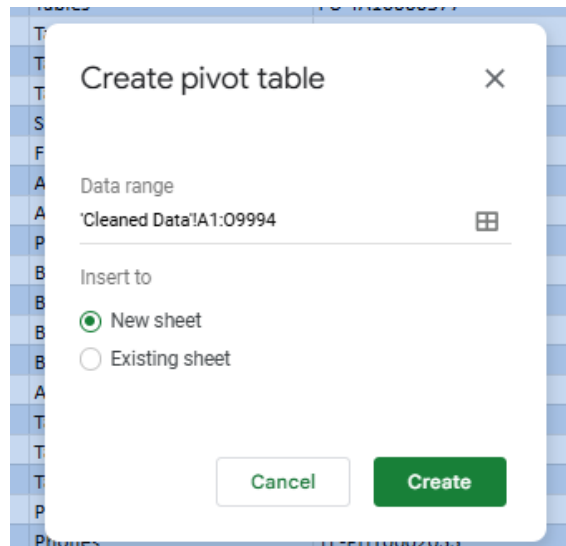 Create pivot table
Data range
'Cleaned Data'!A1:O9994
Insert to
New sheet
Existing sheet
Cancel
Create